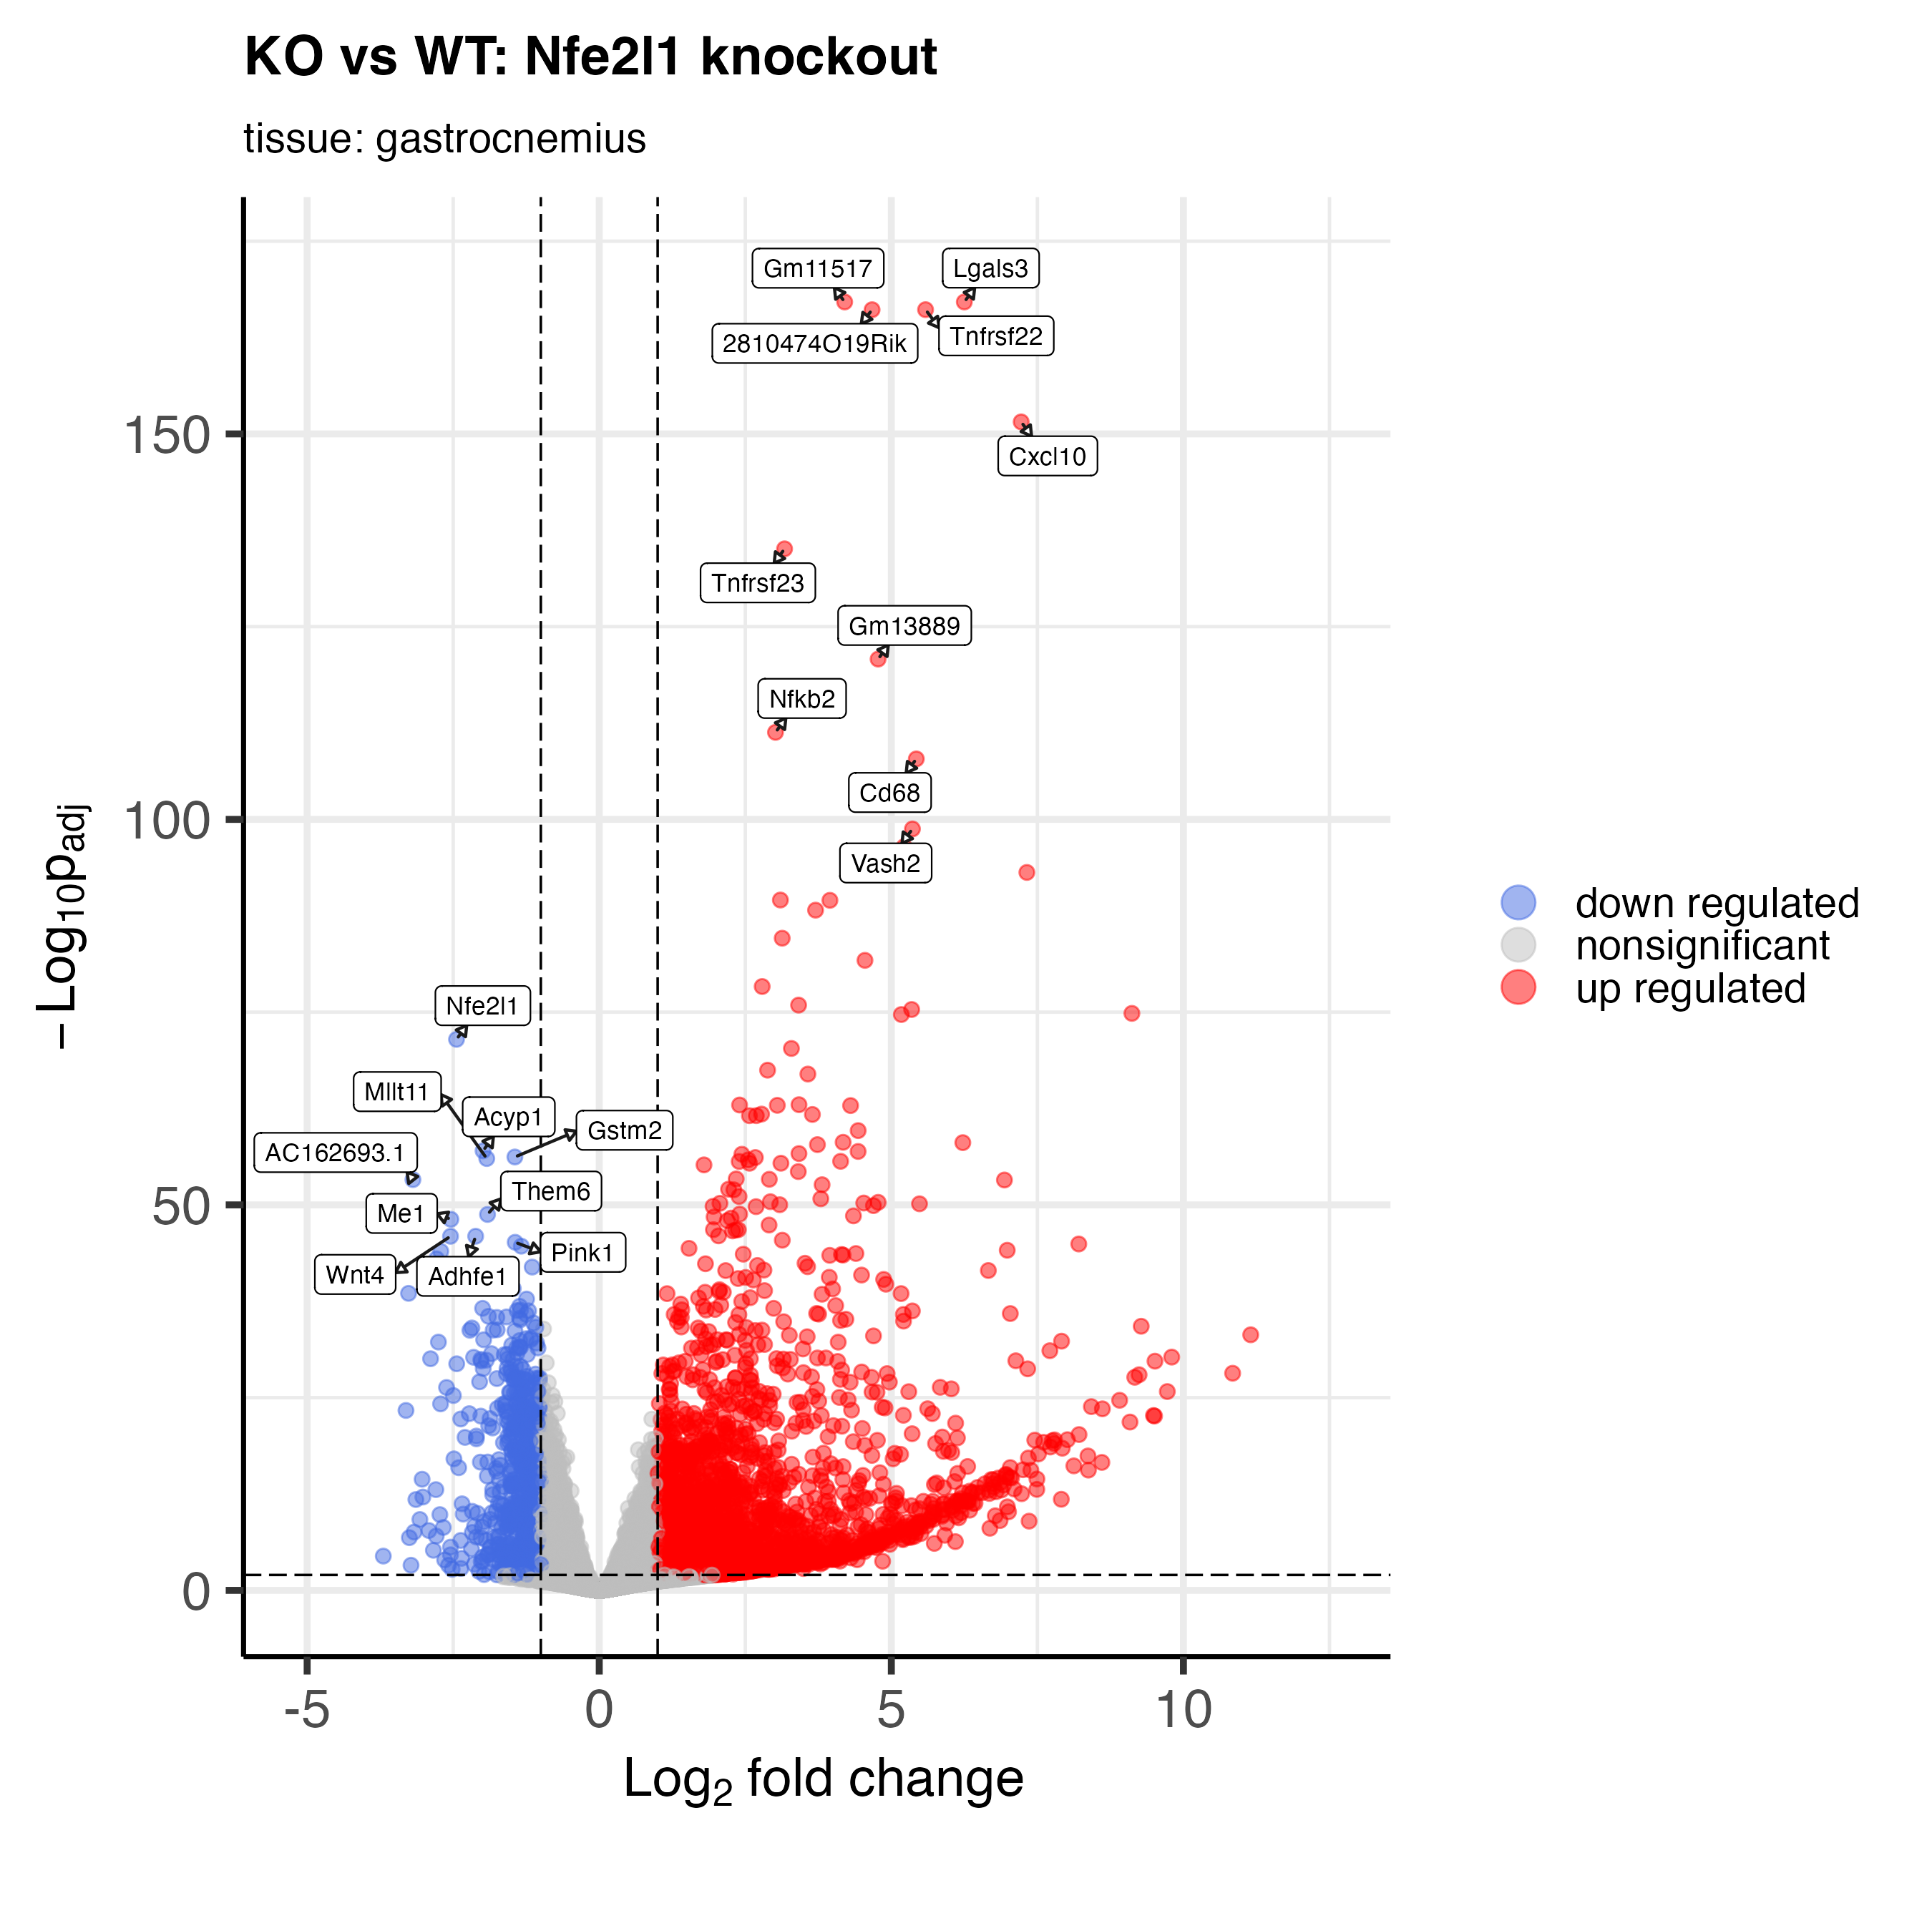 KO vs WT: Nfe2l1 knockout
tissue: gastrocnemius
Gm11517
Lgals3
2810474O19Rik
Tnfrsf22
150
Cxcl10
Tnfrsf23
Gm13889
Nfkb2
Cd68
100
Vash2
−Log10padj
down regulated
nonsignificant
up regulated
Nfe2l1
Mllt11
Acyp1
Gstm2
AC162693.1
Them6
50
Me1
Pink1
Wnt4
Adhfe1
0
-5
0
5
10
Log2 fold change